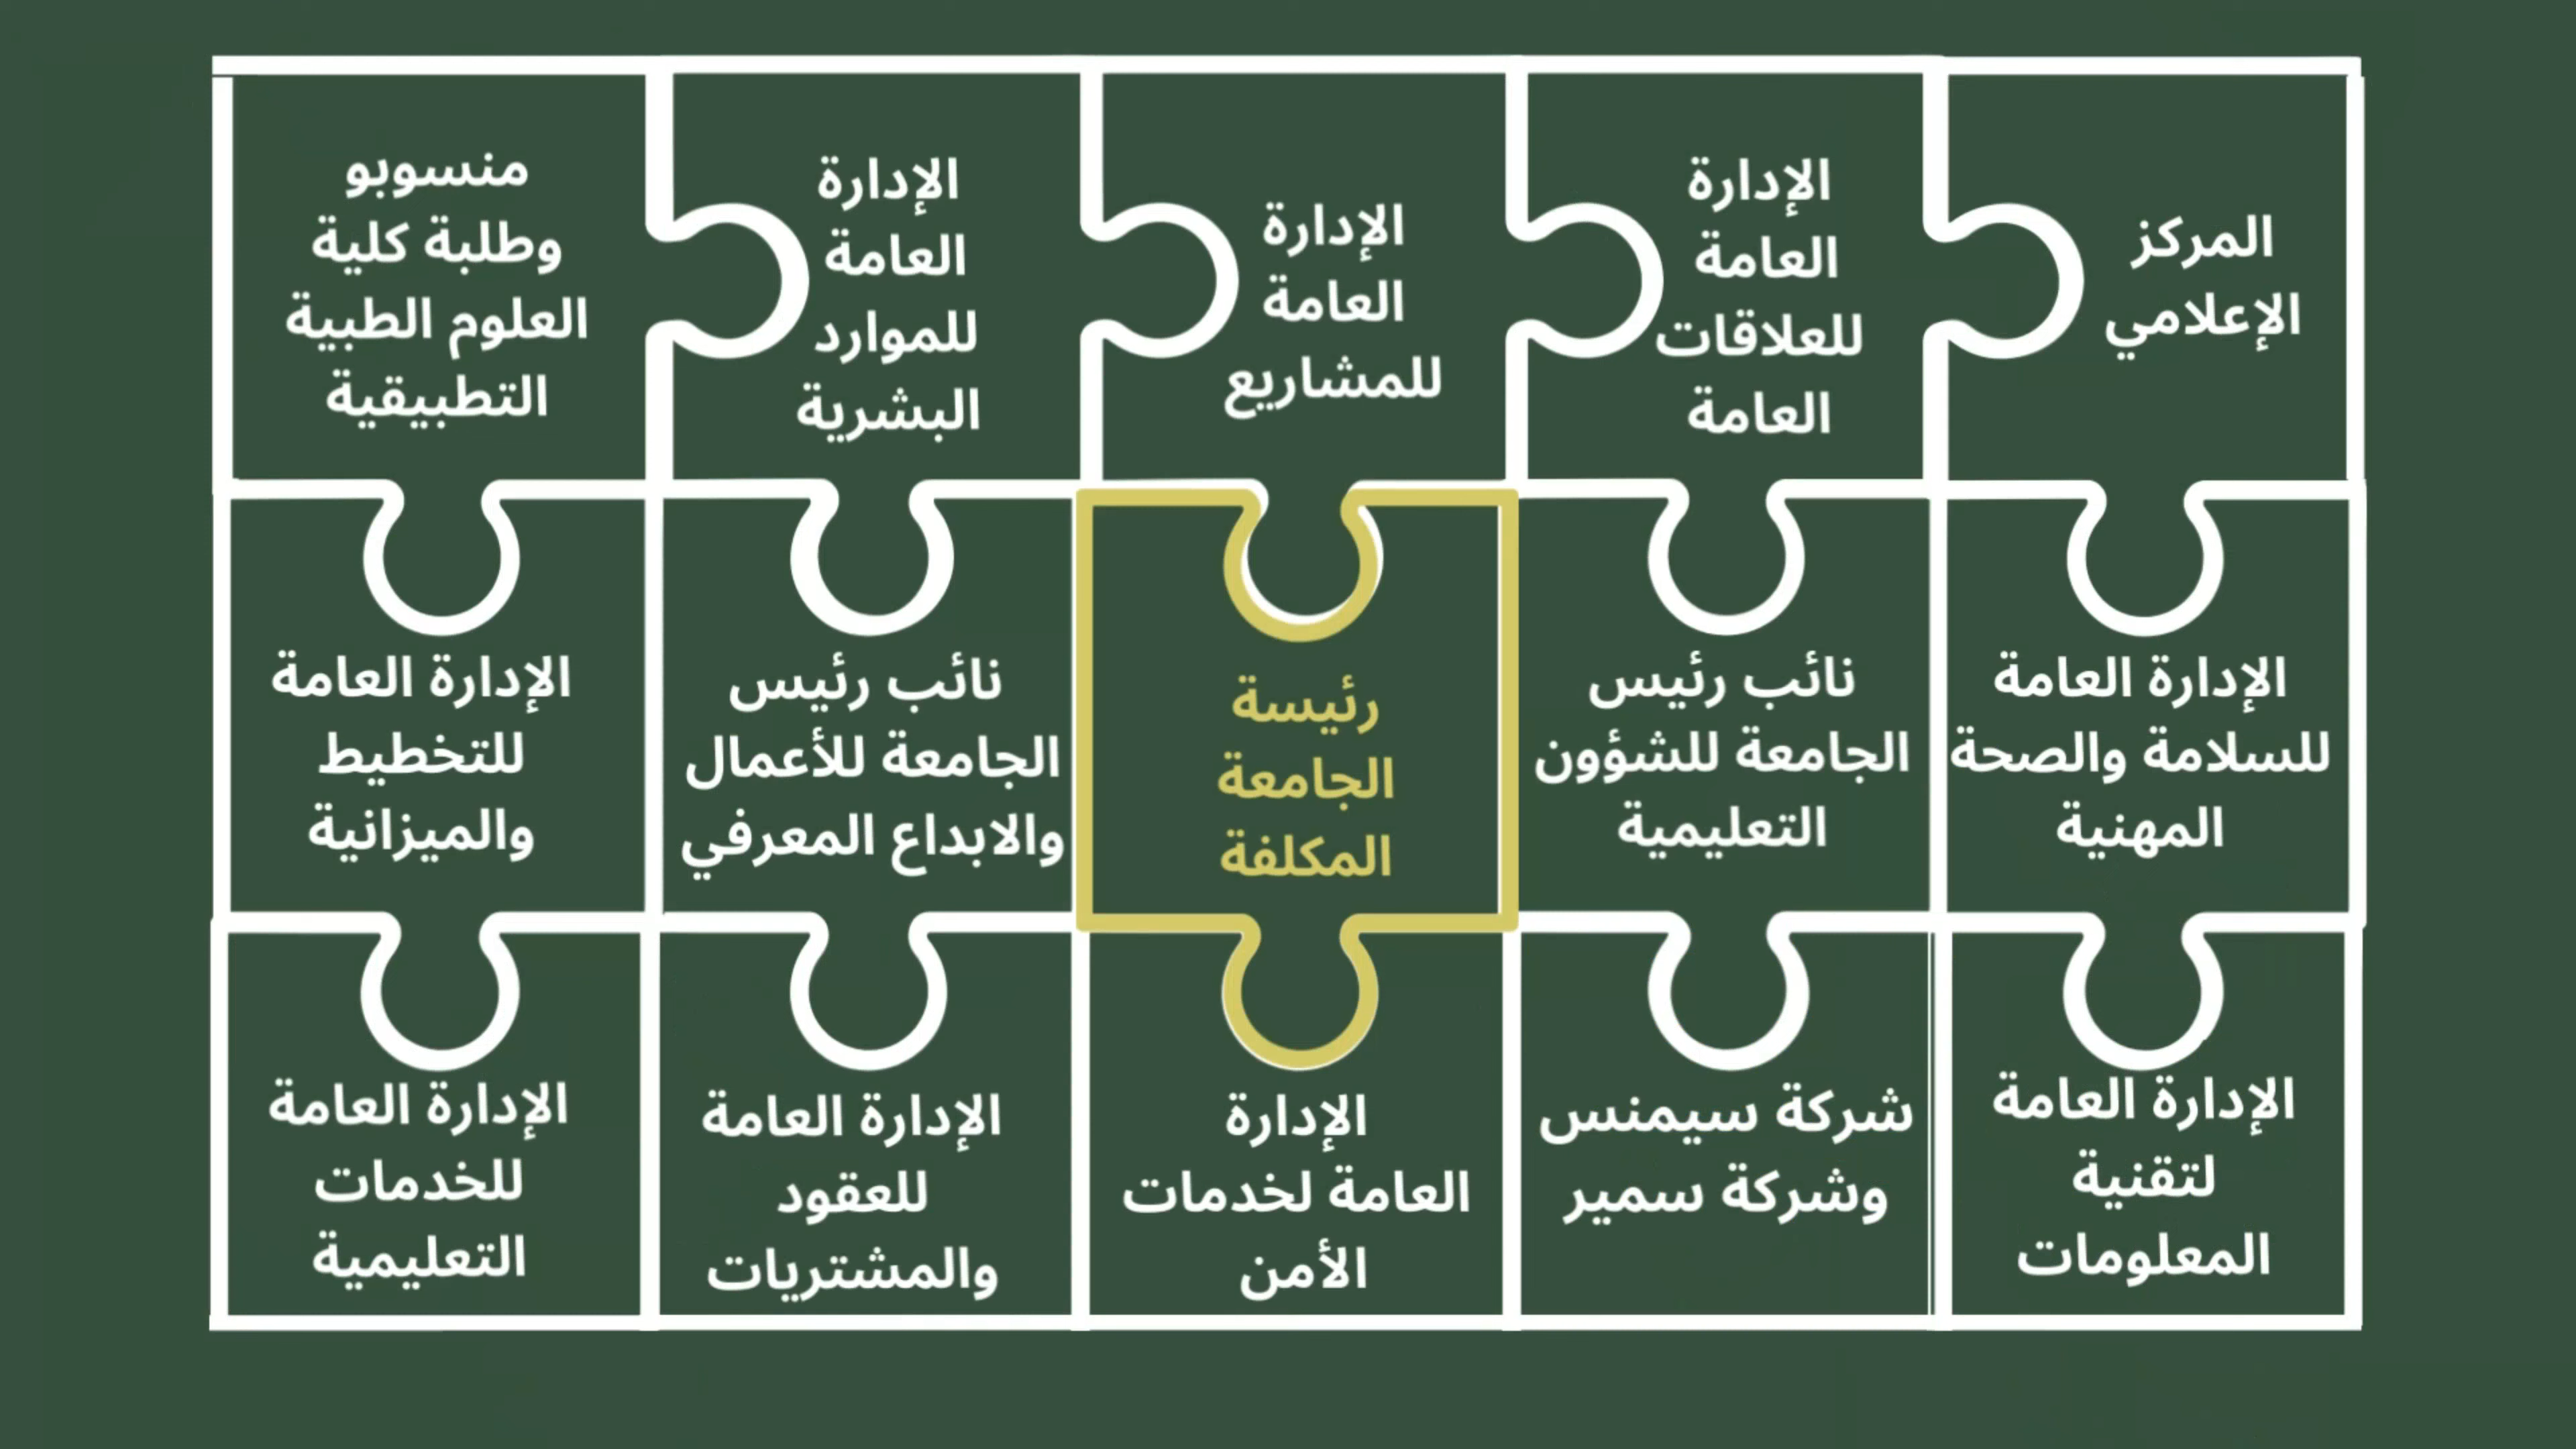 المركز
الإعلامي
الإدارة
العامة
للعلاقات
العامة
الإدارة
العامة
للمشاريع
الإدارة
العامة
للموارد
البشرية
منسوبو
وطلبة كلية
العلوم الطبية
التطبيقية
الإدارة العامة
للسلامة والصحة
المهنية
نائب رئيس
الجامعة للشؤون
التعليمية
رئيسة
الجامعة
المكلفة
نائب رئيس
الجامعة للأعمال
والابداع المعرفي
الإدارة العامة
للتخطيط
والميزانية
الإدارة العامة
لتقنية
المعلومات
شركة سيمنس
وشركة سمير
الإدارة
العامة لخدمات
الأمن
الإدارة العامة
للعقود
والمشتريات
الإدارة العامة
للخدمات
التعليمية